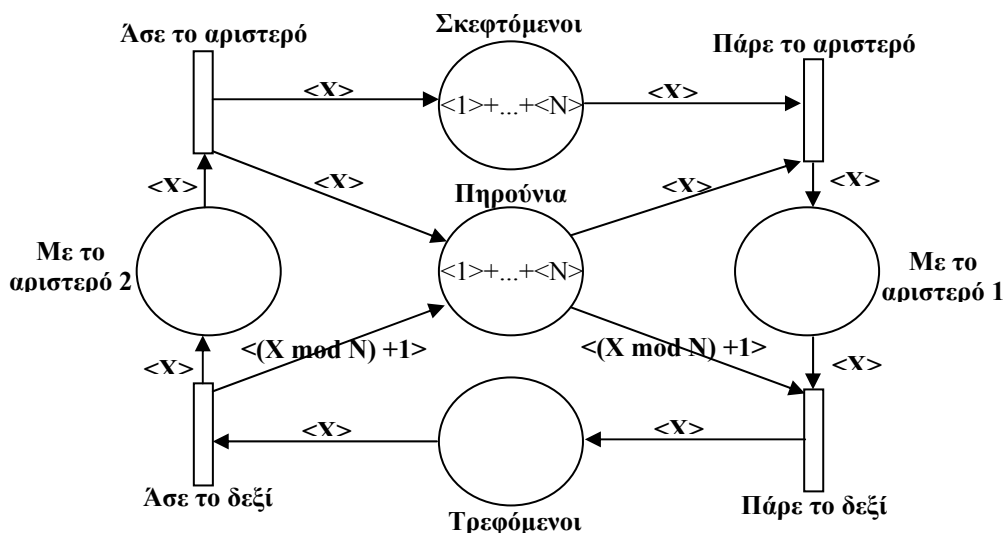 Σκεφτόμενοι
Άσε το αριστερό
Πάρε το αριστερό
<X>
<1>+...+<N>
<X>
<X>
<X>
Πηρούνια
<X>
<X>
Με το
αριστερό 2
<1>+...+<N>
Με το
αριστερό 1
<X>
<(X mod N) +1>
<(X mod N) +1>
<X>
<X>
<X>
Άσε το δεξί
Τρεφόμενοι
Πάρε το δεξί